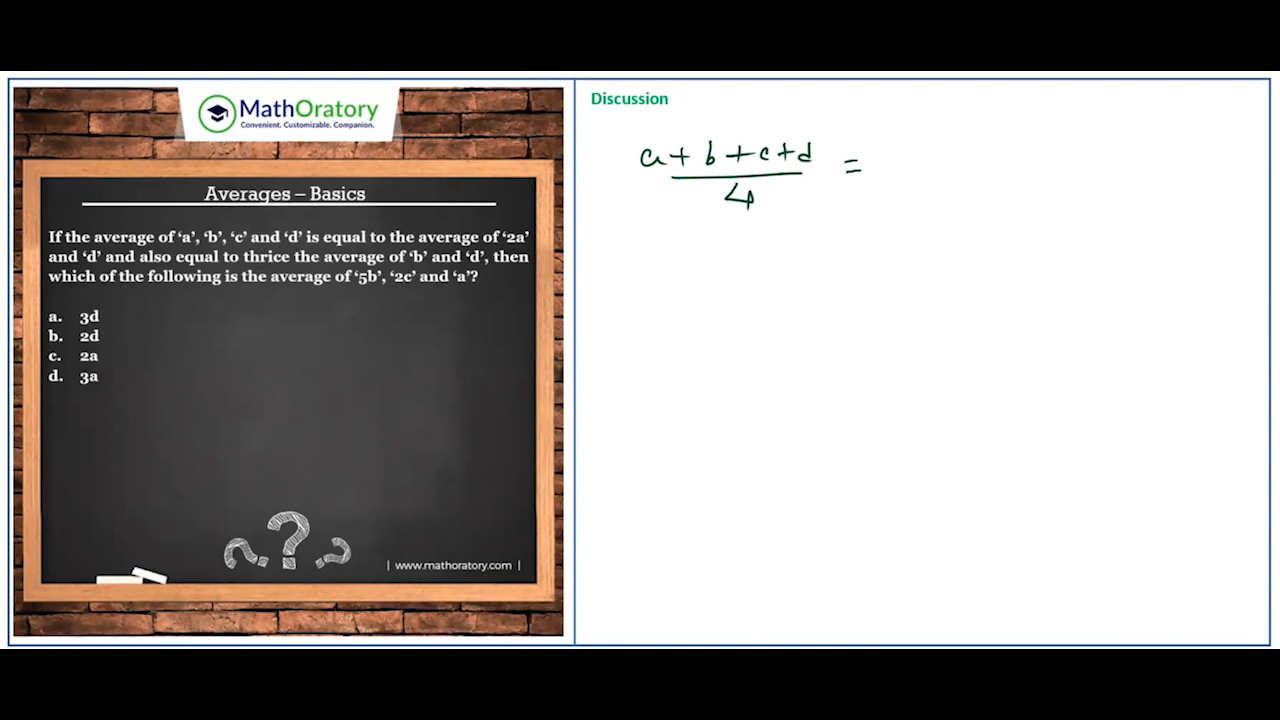 MathOratory
Convenient. Customizable. Companion.
Averages – Basics
If the average of ‘a’, ‘b’, ‘c’ and ‘d’ is equal to the average of ‘2a’
and ‘d’ and also equal to thrice the average of ‘b’ and ‘d’, then
which of the following is the average of ‘5b’, ‘2c’ and ‘a’?
a. 3d
b. 2d
c. 2a
d. 3a
| www.mathoratory.com |
Discussion
a + b + c + d =
4